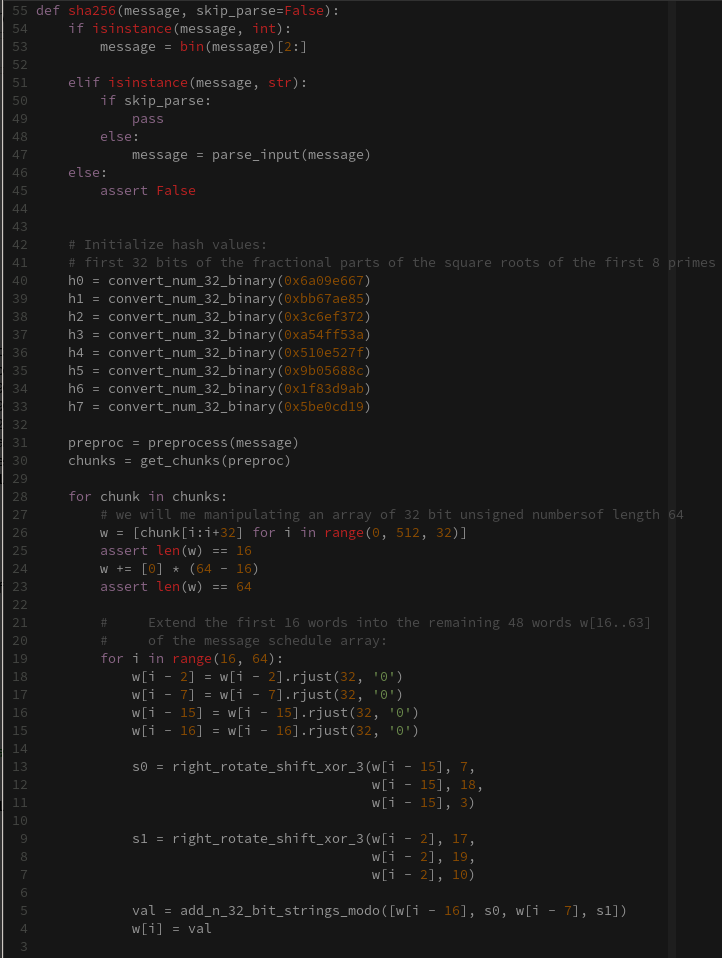 55 def sha256(message, skip_parse=False):
54     if isinstance(message, int):
53         message = bin(message)[2:]
52
51     elif isinstance(message, str):
50         if skip_parse:
49             pass
48         else:
47             message = parse_input(message)
46     else:
45         assert False
44
43
42     # Initialize hash values:
41     # first 32 bits of the fractional parts of the square roots of the first 8 primes
40     h0 = convert_num_32_binary(0x6a09e667)
39     h1 = convert_num_32_binary(0xbb67ae85)
38     h2 = convert_num_32_binary(0x3c6ef372)
37     h3 = convert_num_32_binary(0xa54ff53a)
36     h4 = convert_num_32_binary(0x510e527f)
35     h5 = convert_num_32_binary(0x9b05688c)
34     h6 = convert_num_32_binary(0x1f83d9ab)
33     h7 = convert_num_32_binary(0x5be0cd19)
32
31     preproc = preprocess(message)
30     chunks = get_chunks(preproc)
29
28     for chunk in chunks:
27         # we will me manipulating an array of 32 bit unsigned numbersof length 64
26         w = [chunk[i:i+32] for i in range(0, 512, 32)]
25         assert len(w) == 16
24         w += [0] * (64 - 16)
23         assert len(w) == 64
22
21         #     Extend the first 16 words into the remaining 48 words w[16..63]
20         #     of the message schedule array:
19         for i in range(16, 64):
18             w[i - 2] = w[i - 2].rjust(32, '0')
17             w[i - 7] = w[i - 7].rjust(32, '0')
16             w[i - 15] = w[i - 15].rjust(32, '0')
15             w[i - 16] = w[i - 16].rjust(32, '0')
14
13             s0 = right_rotate_shift_xor_3(w[i - 15], 7,
12                                           w[i - 15], 18,
11                                           w[i - 15], 3)
10
9             s1 = right_rotate_shift_xor_3(w[i - 2], 17,
8                                           w[i - 2], 19,
7                                           w[i - 2], 10)
6
5             val = add_n_32_bit_strings_modo([w[i - 16], s0, w[i - 7], s1])
4             w[i] = val
3